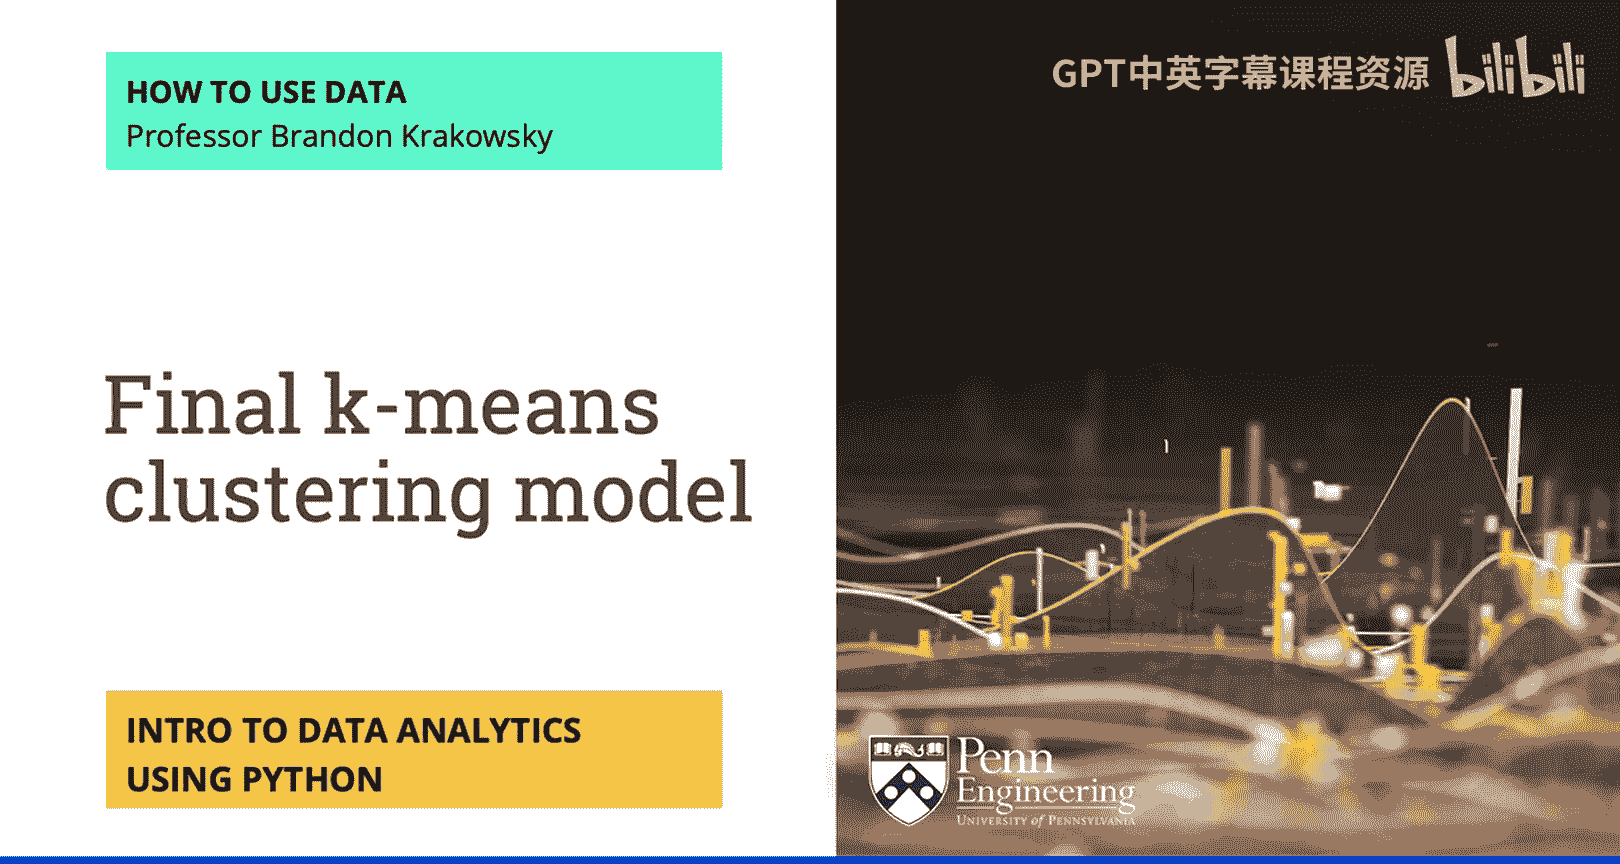 HOW TO USE DATA
Professor Brandon Krakowsky
Final k-means
clustering model
INTRO TO DATA ANALYTICS
USING PYTHON
GPT中英字幕课程资源 bilibili
Penn
Engineering
UNIVERSITY of PENNSYLVANIA